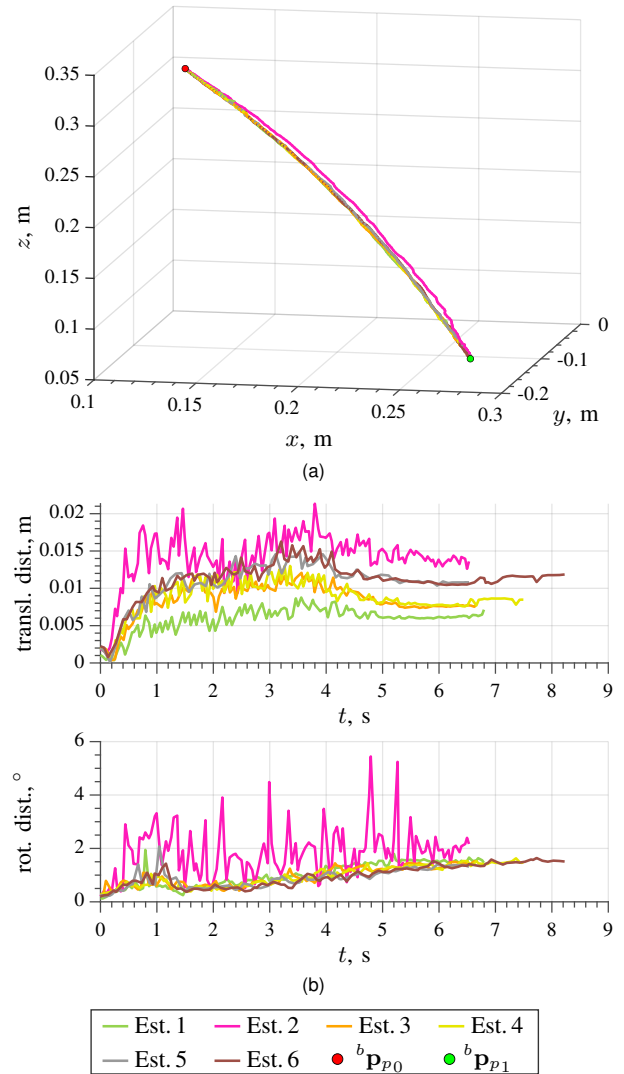 0.35
0.3
0.25
0.2
0.15
0.1
0.05
z, m
0.1
0.15
0.2
0.25
0.3
x, m
0
-0.1
-0.2
y, m
(a)
0.02
0.015
0.01
0.005
0
transl. dist., m
0 1 2 3 4 5 6 7 8 9
t, s
6
4
2
0
rot. dist., °
0 1 2 3 4 5 6 7 8 9
t, s
(b)
Est. 1 Est. 2 Est. 3 Est. 4
Est. 5 Est. 6 ᵇ𝐩ₚ₀ ᵇ𝐩ₚ₁